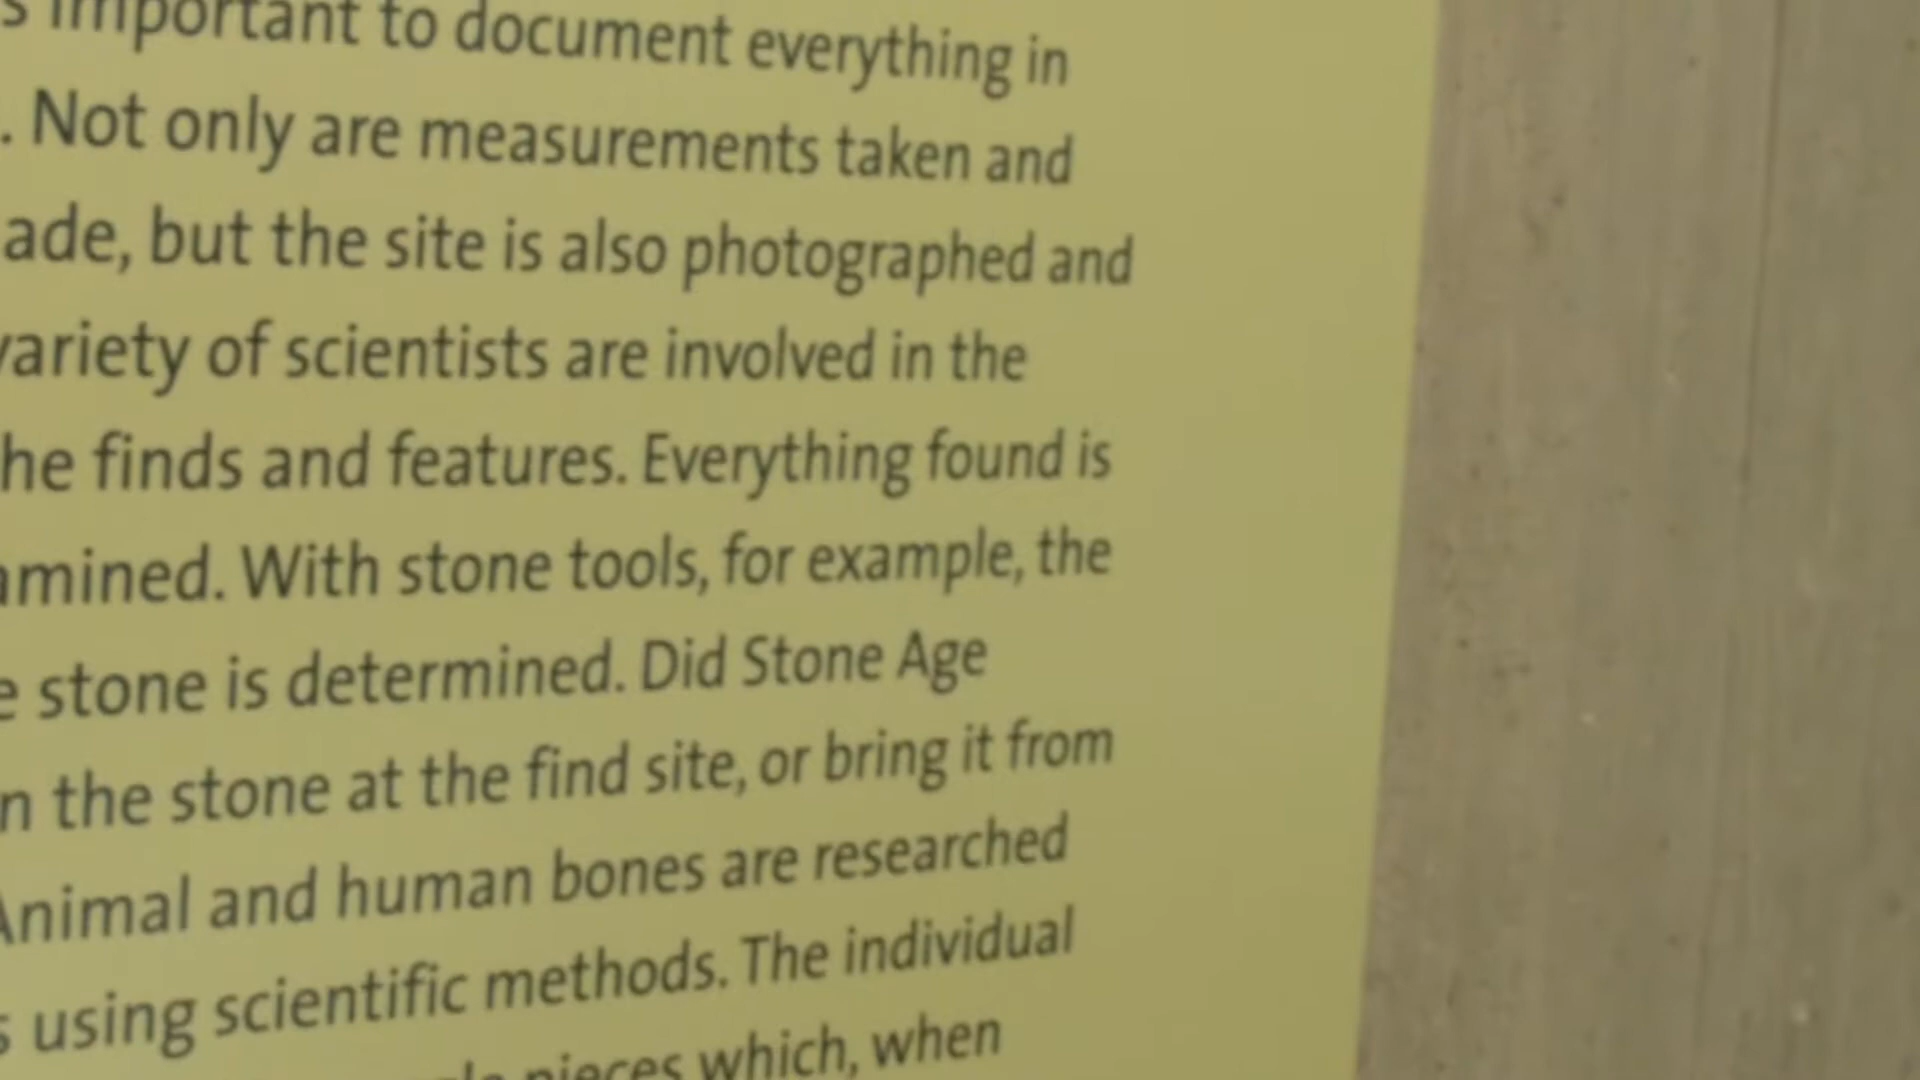 important to document everything in
. Not only are measurements taken and
ade, but the site is also photographed and
variety of scientists are involved in the
he finds and features. Everything found is
amined. With stone tools, for example, the
e stone is determined. Did Stone Age
n the stone at the find site, or bring it from
Animal and human bones are researched
s using scientific methods. The individual
pieces which, when